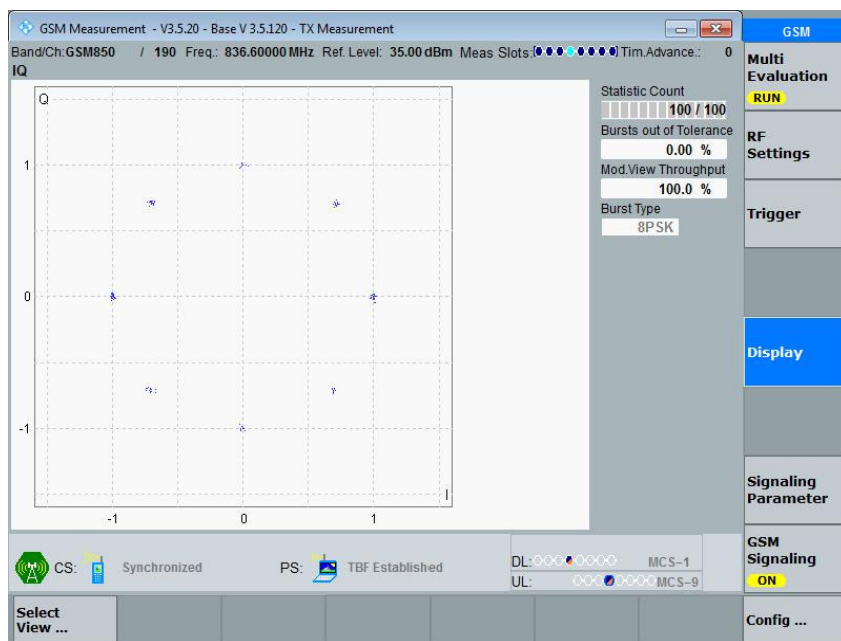 GSM Measurement - V3.5.20 - Base V 3.5.120 - TX Measurement
GSM
Band/Ch: GSM850 / 190 Freq.: 836.60000 MHz Ref. Level: 35.00 dBm Meas Slots: Tim.Advance.: 0
IQ
Multi
Evaluation
RUN
Q
Statistic Count
100 / 100
Bursts out of Tolerance
0.00 %
Mod.View Throughput
100.0 %
Burst Type
8PSK
RF
Settings
Trigger
1
0
-1
I
-1 0 1
Display
Signaling
Parameter
GSM
Signaling
ON
CS: Synchronized PS: TBF Established
DL: MCS-1
UL: MCS-9
Select
View ...
Config ...